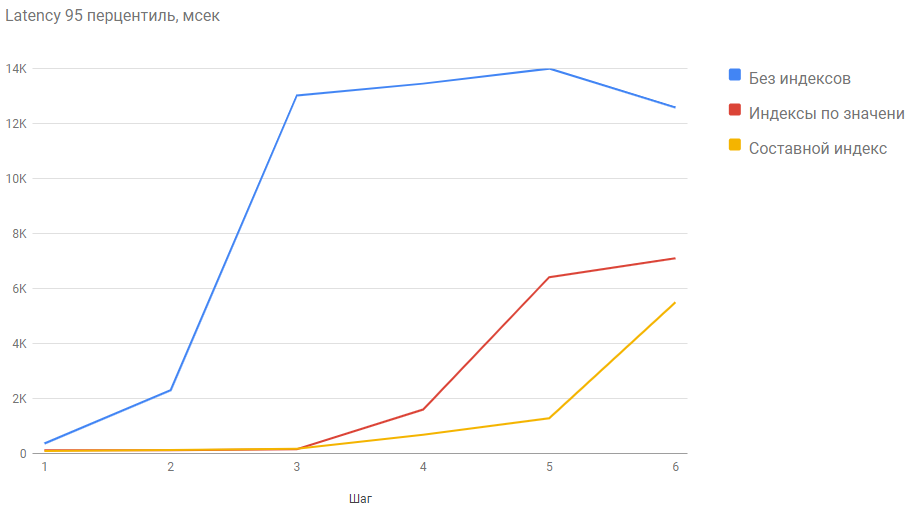 Latency 95 перцентиль, мсек
14K
12K
10K
8K
6K
4K
2K
0
1 2 3 4 5 6
Шаг
Без индексов
Индексы по значени
Составной индекс